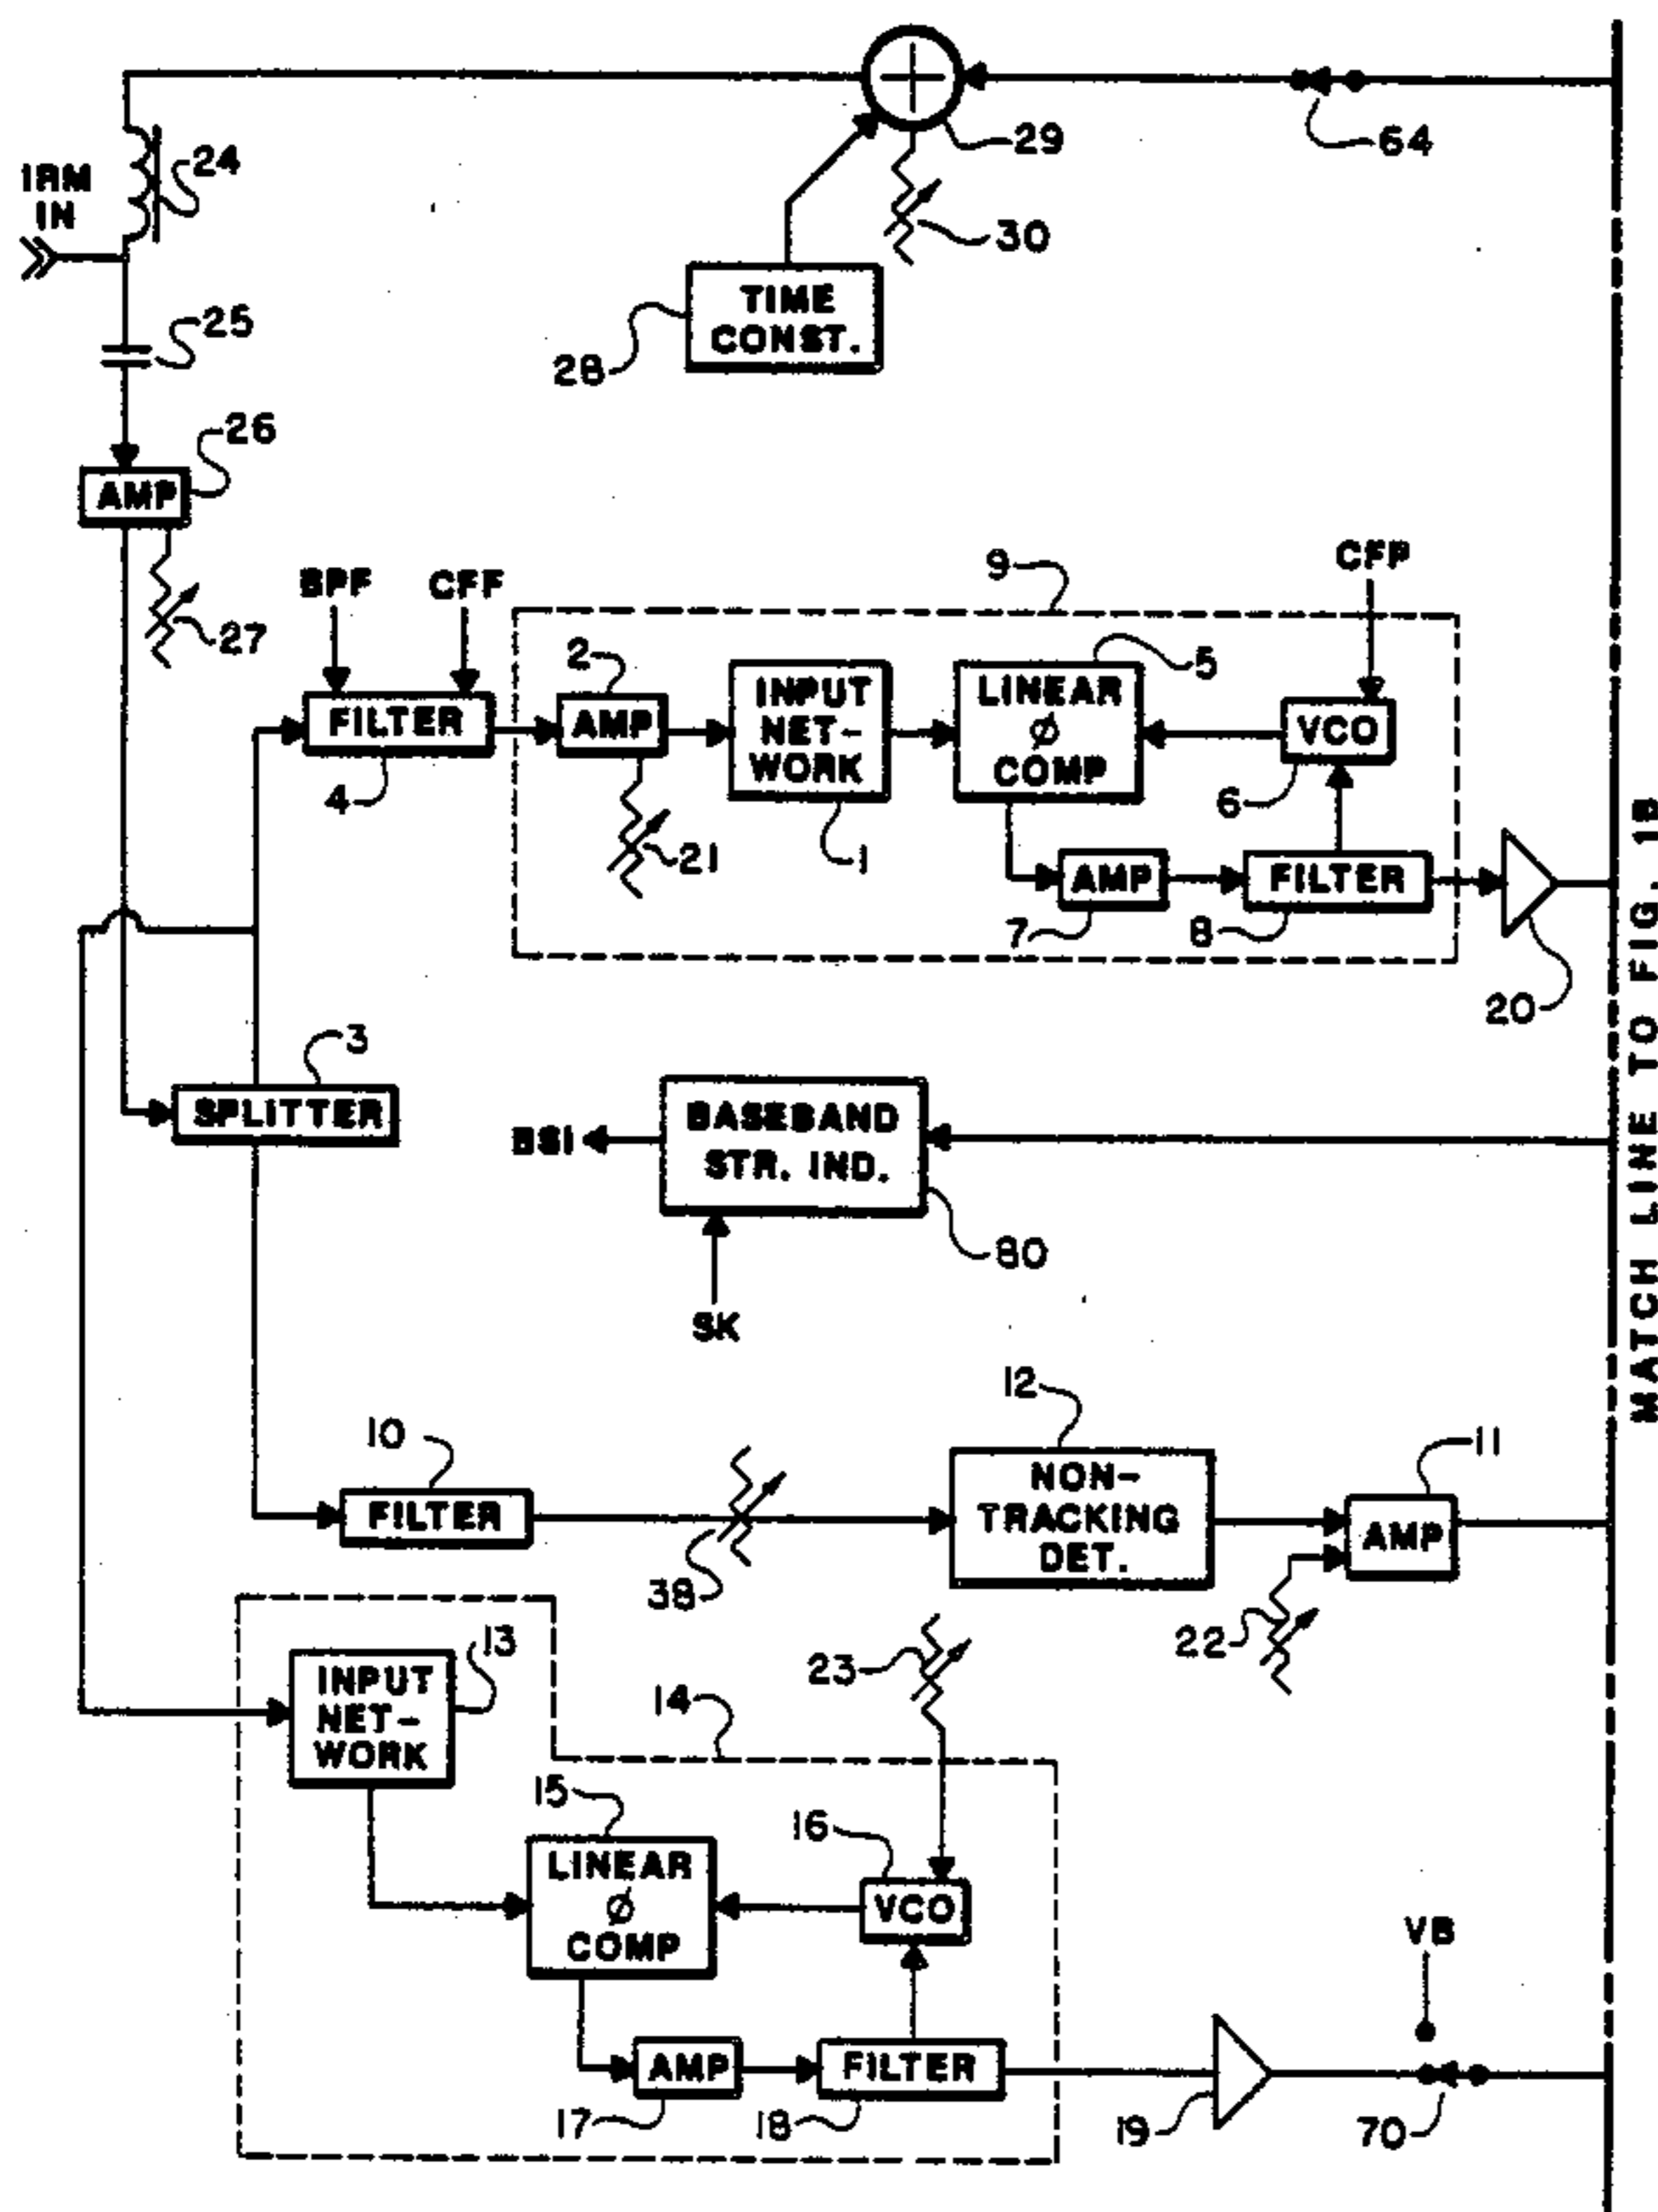 29
64
24
IRM
IN
30
TIME
CONST.
28
25
26
AMP
27
BPF
CFF
9
CFP
2
5
FILTER
4
AMP
INPUT
NET-
WORK
LINEAR
Ø
COMP
VCO
6
21
1
AMP
FILTER
7
8
20
MATCH LINE TO FIG. 1B
3
SPLITTER
BSI
BASEBAND
STR. IND.
80
SK
12
10
11
FILTER
38
NON-
TRACKING
DET.
AMP
22
13
INPUT
NET-
WORK
23
14
15
16
LINEAR
Ø
COMP
VCO
VB
AMP
FILTER
17
18
19
70